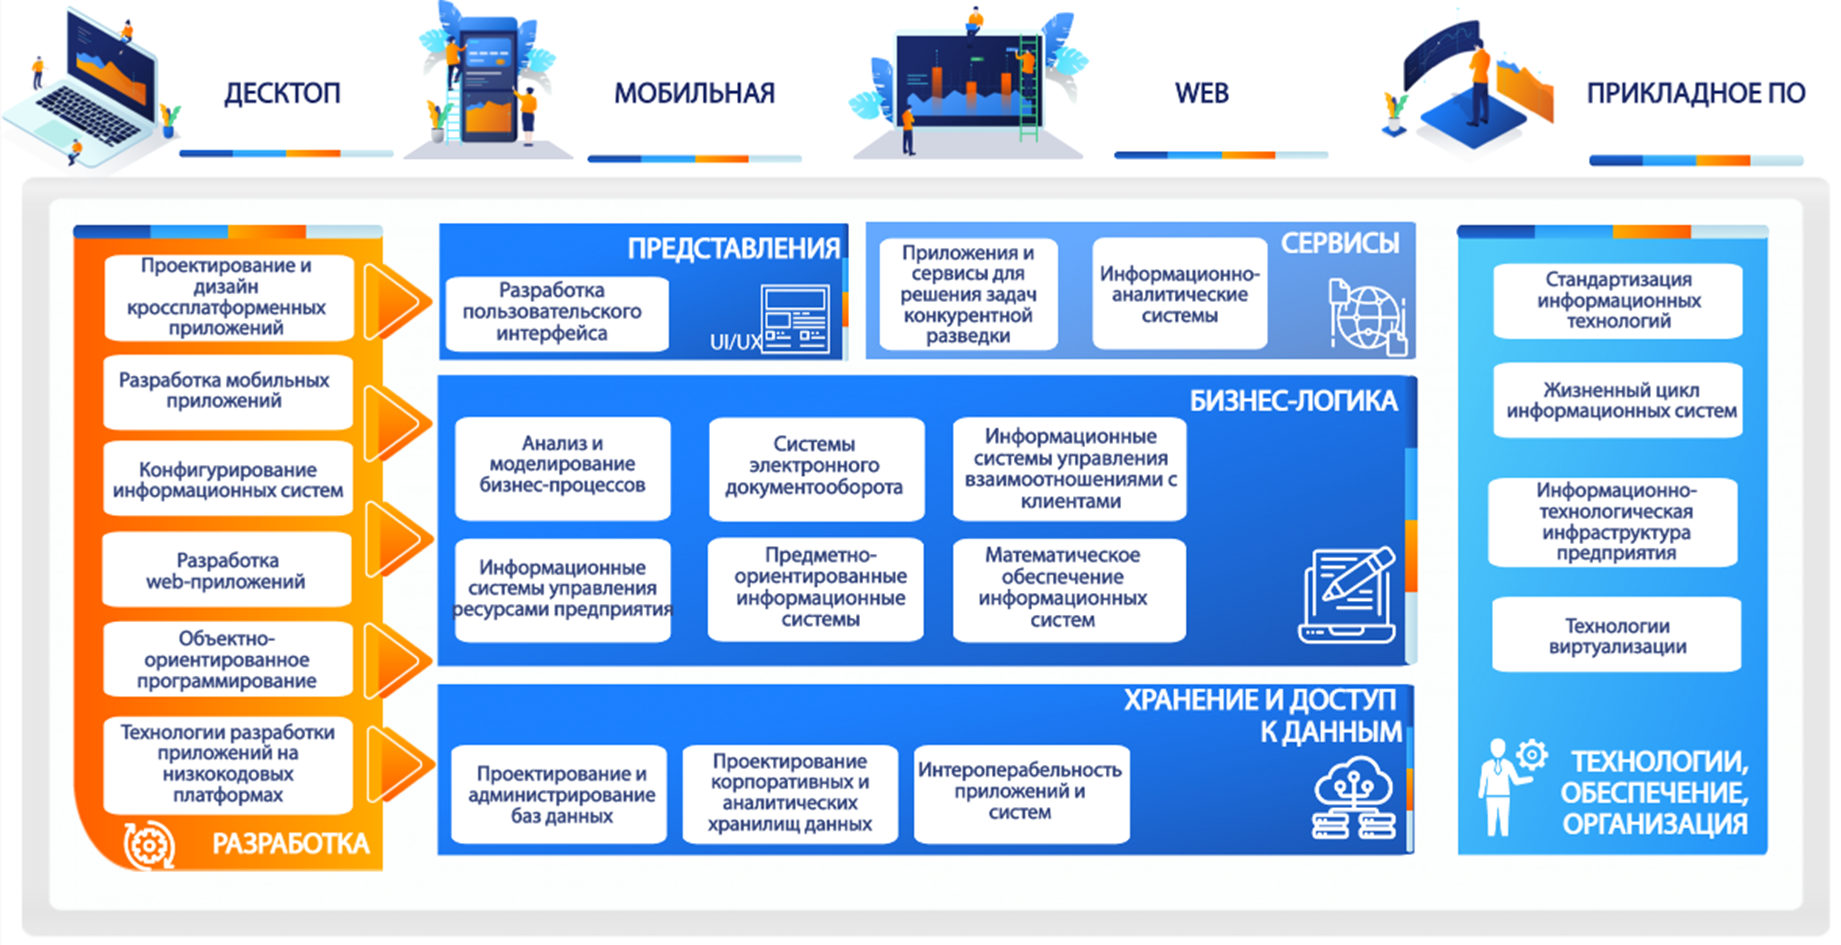 ДЕСКТОП
МОБИЛЬНАЯ
WEB
ПРИКЛАДНОЕ ПО
Проектирование и
дизайн
кроссплатформенных
приложений
Разработка мобильных
приложений
Конфигурирование
информационных систем
Разработка
web-приложений
Объектно-
ориентированное
программирование
Технологии разработки
приложений на
низкокодовых
платформах
РАЗРАБОТКА
ПРЕДСТАВЛЕНИЯ
Разработка
пользовательского
интерфейса
UI/UX
СЕРВИСЫ
Приложения и
сервисы для
решения задач
конкурентной
разведки
Информационно-
аналитические
системы
БИЗНЕС-ЛОГИКА
Анализ и
моделирование
бизнес-процессов
Системы
электронного
документооборота
Информационные
системы управления
взаимоотношениями с
клиентами
Информационные
системы управления
ресурсами предприятия
Предметно-
ориентированные
информационные
системы
Математическое
обеспечение
информационных
систем
ХРАНЕНИЕ И ДОСТУП
К ДАННЫМ
Проектирование и
администрирование
баз данных
Проектирование
корпоративных и
аналитических
хранилищ данных
Интероперабельность
приложений и
систем
Стандартизация
информационных
технологий
Жизненный цикл
информационных систем
Информационно-
технологическая
инфраструктура
предприятия
Технологии
виртуализации
ТЕХНОЛОГИИ,
ОБЕСПЕЧЕНИЕ,
ОРГАНИЗАЦИЯ